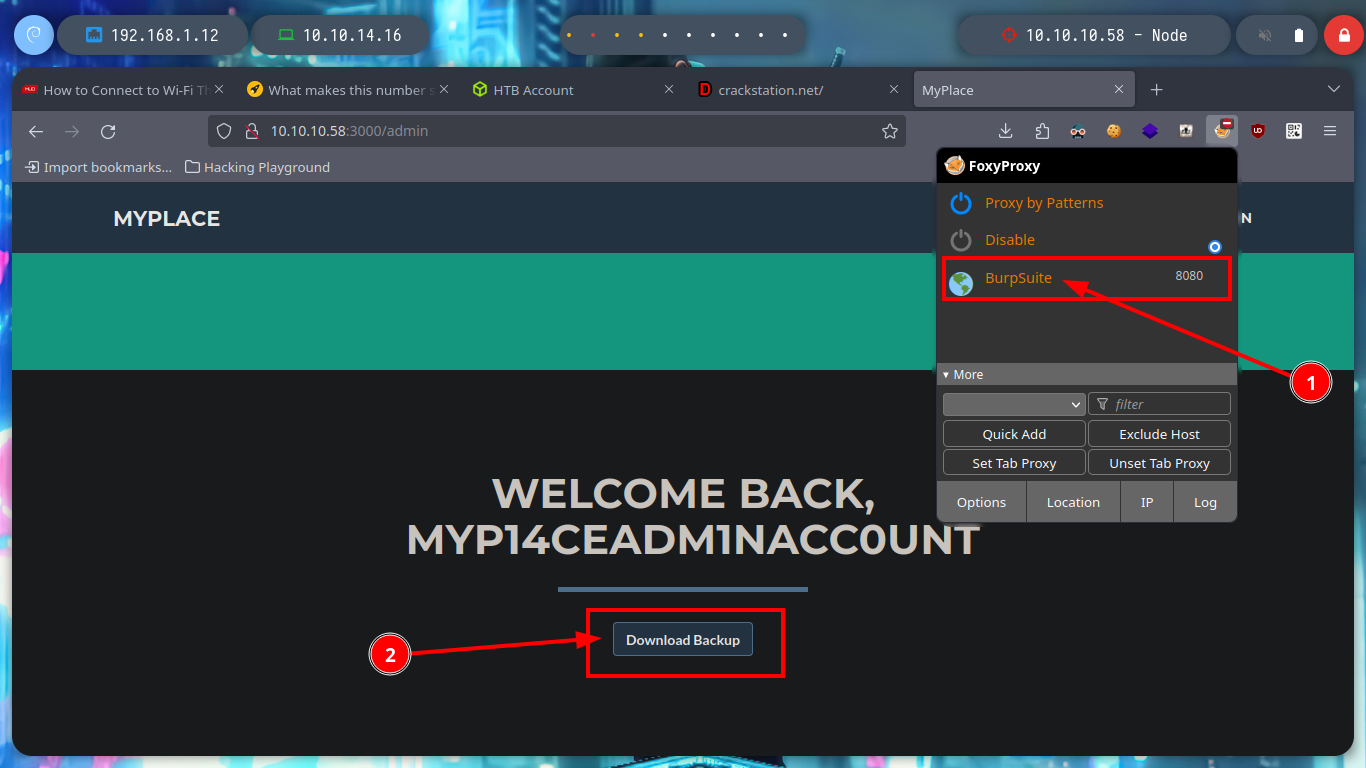 192.168.1.12
10.10.14.16
10.10.10.58 - Node
How to Connect to Wi-Fi Th
What makes this number s
HTB Account
crackstation.net/
MyPlace
10.10.10.58:3000/admin
Import bookmarks...
Hacking Playground
FoxyProxy
MYPLACE
N
Proxy by Patterns
Disable
BurpSuite
8080
1
More
filter
Quick Add
Exclude Host
Set Tab Proxy
Unset Tab Proxy
Options
Location
IP
Log
WELCOME BACK,
MYP14CEADM1NACC0UNT
2
Download Backup